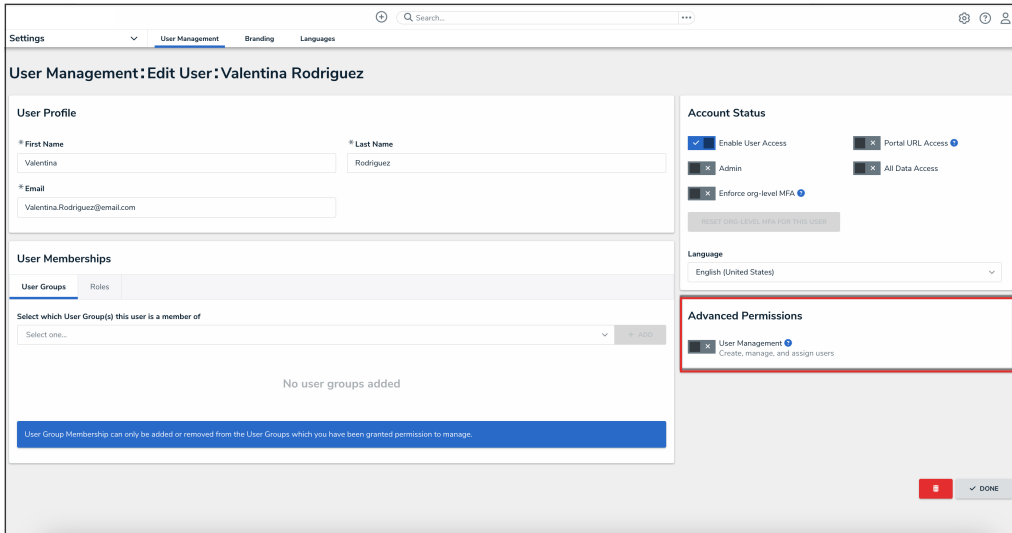 Search...
Settings
User Management
Branding
Languages
User Management:Edit User:Valentina Rodriguez
User Profile
* First Name
* Last Name
Valentina
Rodriguez
* Email
Valentina.Rodriguez@email.com
User Memberships
User Groups
Roles
Select which User Group(s) this user is a member of
Select one...
+ ADD
No user groups added
User Group Membership can only be added or removed from the User Groups which you have been granted permission to manage.
Account Status
Enable User Access
Portal URL Access
Admin
All Data Access
Enforce org-level MFA
RESET ORG-LEVEL MFA FOR THIS USER
Language
English (United States)
Advanced Permissions
User Management
Create, manage, and assign users
DONE